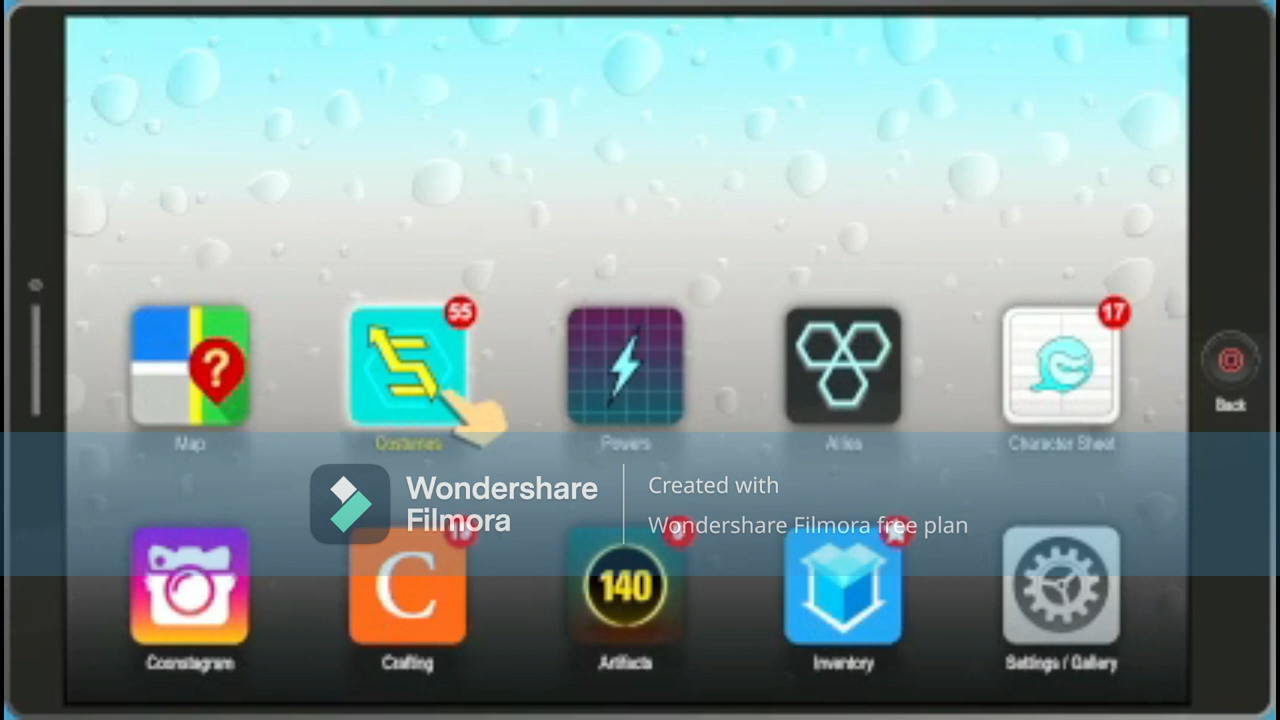 55
17
?
Map
Costumes
Powers
Allies
Character Sheet
Back
Wondershare
Filmora
Created with
Wondershare Filmora free plan
C
140
Cosnstagram
Crafting
Artifacts
Inventory
Settings / Gallery